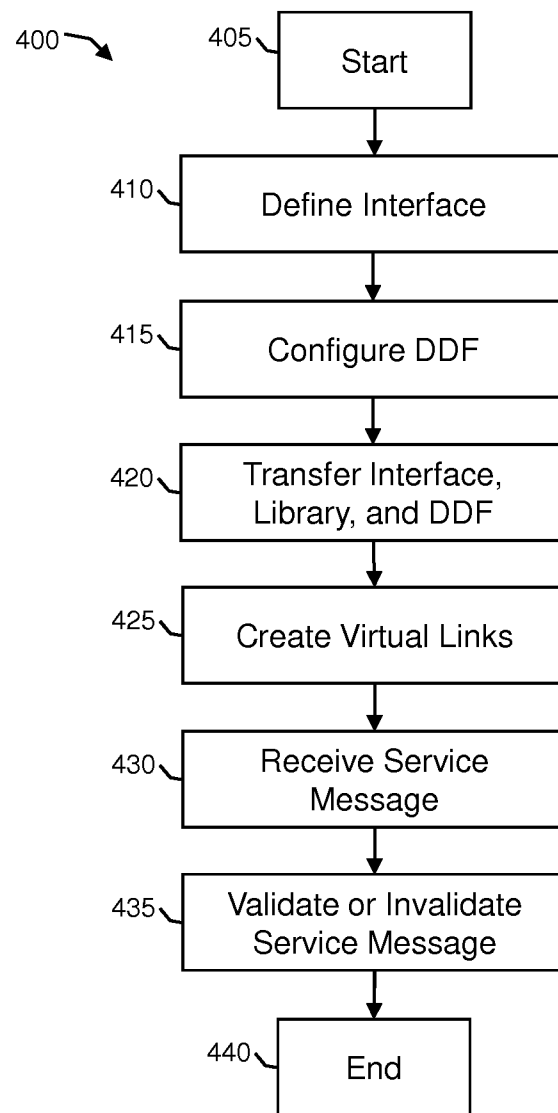 400
405
Start
410
Define Interface
415
Configure DDF
420
Transfer Interface,
Library, and DDF
425
Create Virtual Links
430
Receive Service
Message
435
Validate or Invalidate
Service Message
440
End